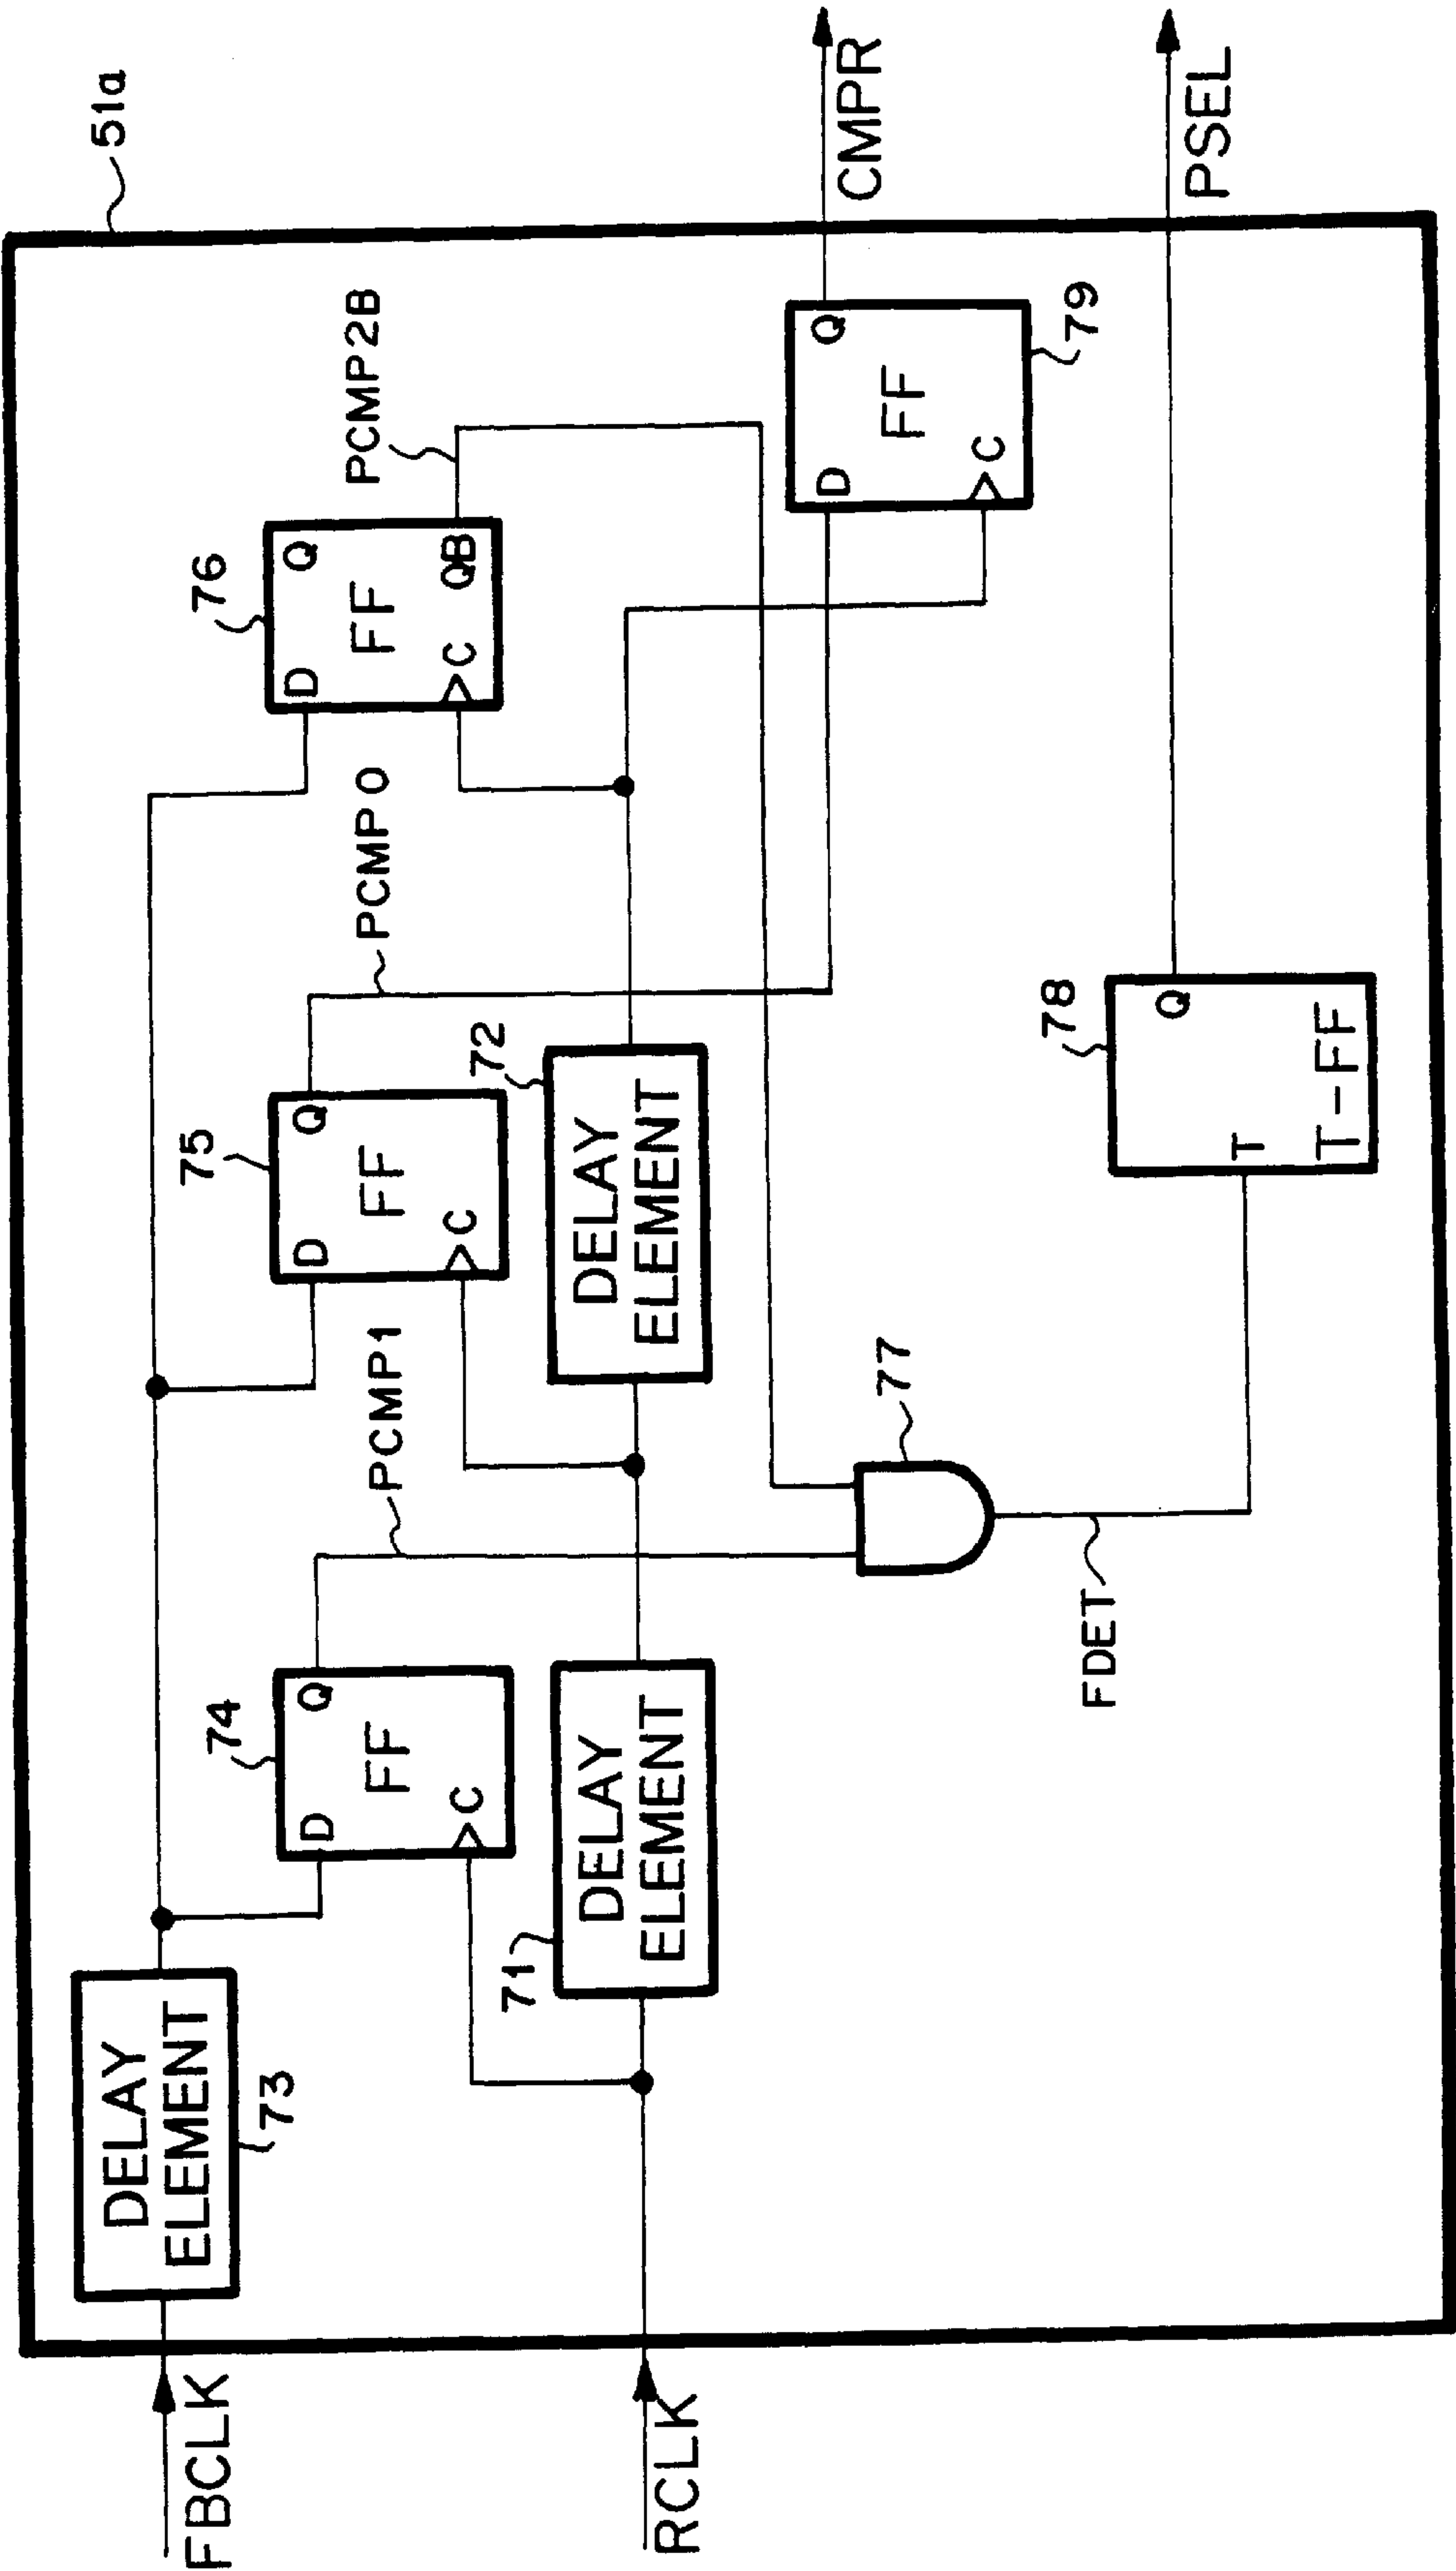 51a
DELAY
ELEMENT
73
FBCLK
74
D
Q
FF
C
PCMP1
75
D
Q
FF
C
PCMP0
76
D
Q
FF
C
QB
PCMP2B
RCLK
71
DELAY
ELEMENT
72
DELAY
ELEMENT
D
Q
FF
C
79
CMPR
77
FDET
78
Q
T
T-FF
PSEL